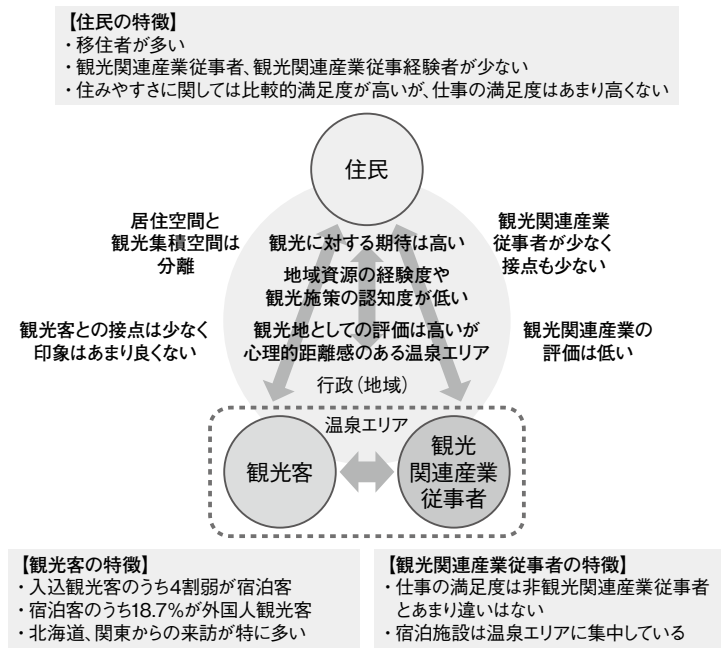 【住民の特徴】
・移住者が多い
・観光関連産業従事者、観光関連産業従事経験者が少ない
・住みやすさに関しては比較的満足度が高いが、仕事の満足度はあまり高くない
住民
居住空間と
観光集積空間は
分離
観光に対する期待は高い
観光関連産業
従事者が少なく
接点も少ない
地域資源の経験度や
観光施策の認知度が低い
観光客との接点は少なく
印象はあまり良くない
観光地としての評価は高いが
心理的距離感のある温泉エリア
観光関連産業の
評価は低い
行政（地域）
温泉エリア
観光客
観光
関連産業
従事者
【観光客の特徴】
・入込観光客のうち4割弱が宿泊客
・宿泊客のうち18.7%が外国人観光客
・北海道、関東からの来訪が特に多い
【観光関連産業従事者の特徴】
・仕事の満足度は非観光関連産業従事者
とあまり違いはない
・宿泊施設は温泉エリアに集中している